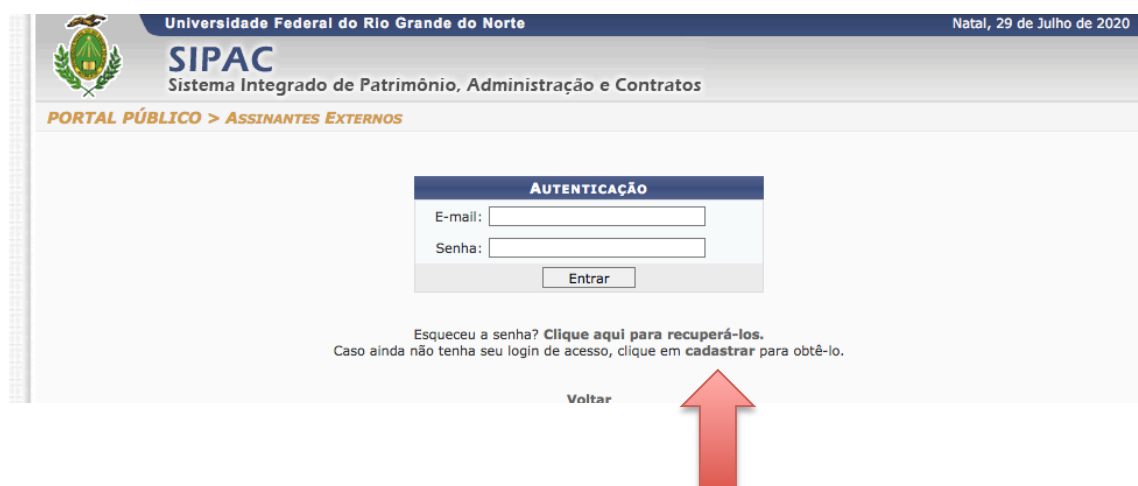 Universidade Federal do Rio Grande do Norte
Natal, 29 de Julho de 2020
SIPAC
Sistema Integrado de Patrimônio, Administração e Contratos
PORTAL PÚBLICO > ASSINANTES EXTERNOS
AUTENTICAÇÃO
E-mail:
Senha:
Entrar
Esqueceu a senha? Clique aqui para recuperá-los.
Caso ainda não tenha seu login de acesso, clique em cadastrar para obtê-lo.
Voltar